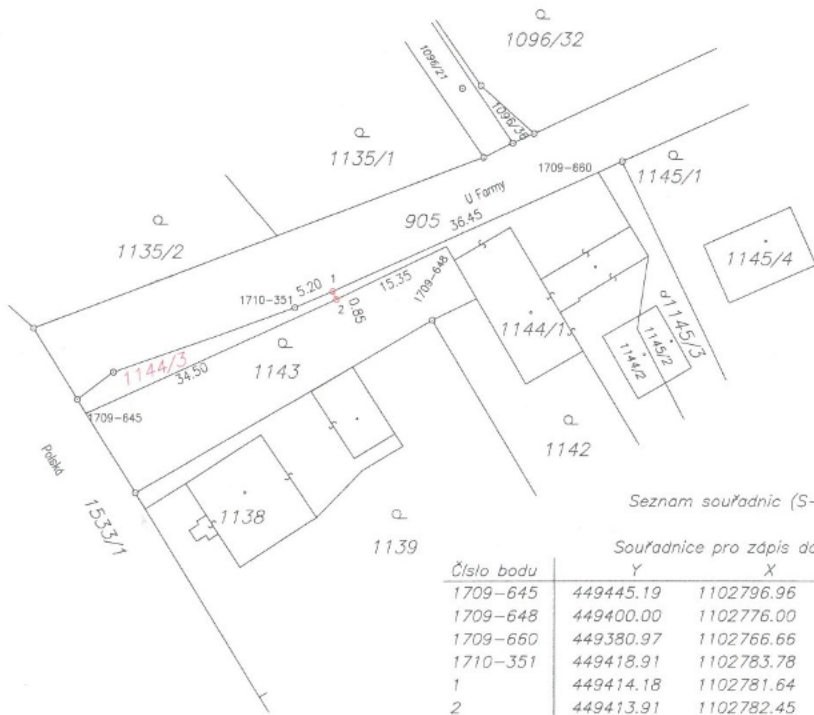 1096/32
1096/21
1096/36
1135/1
1709-660
1145/1
U Farmy
905
36.45
1135/2
1145/4
5.20
1
15.35
1709-648
1710-351
2
0.85
1144/1
1145/3
1144/3
34.50
1143
1145/2
1144/2
1709-645
1142
Polská
1533/1
1138
1139
Seznam souřadnic (S-
Souřadnice pro zápis do
Číslo bodu Y X
1709-645 449445.19 1102796.96
1709-648 449400.00 1102776.00
1709-660 449380.97 1102766.66
1710-351 449418.91 1102783.78
1 449414.18 1102781.64
2 449413.91 1102782.45